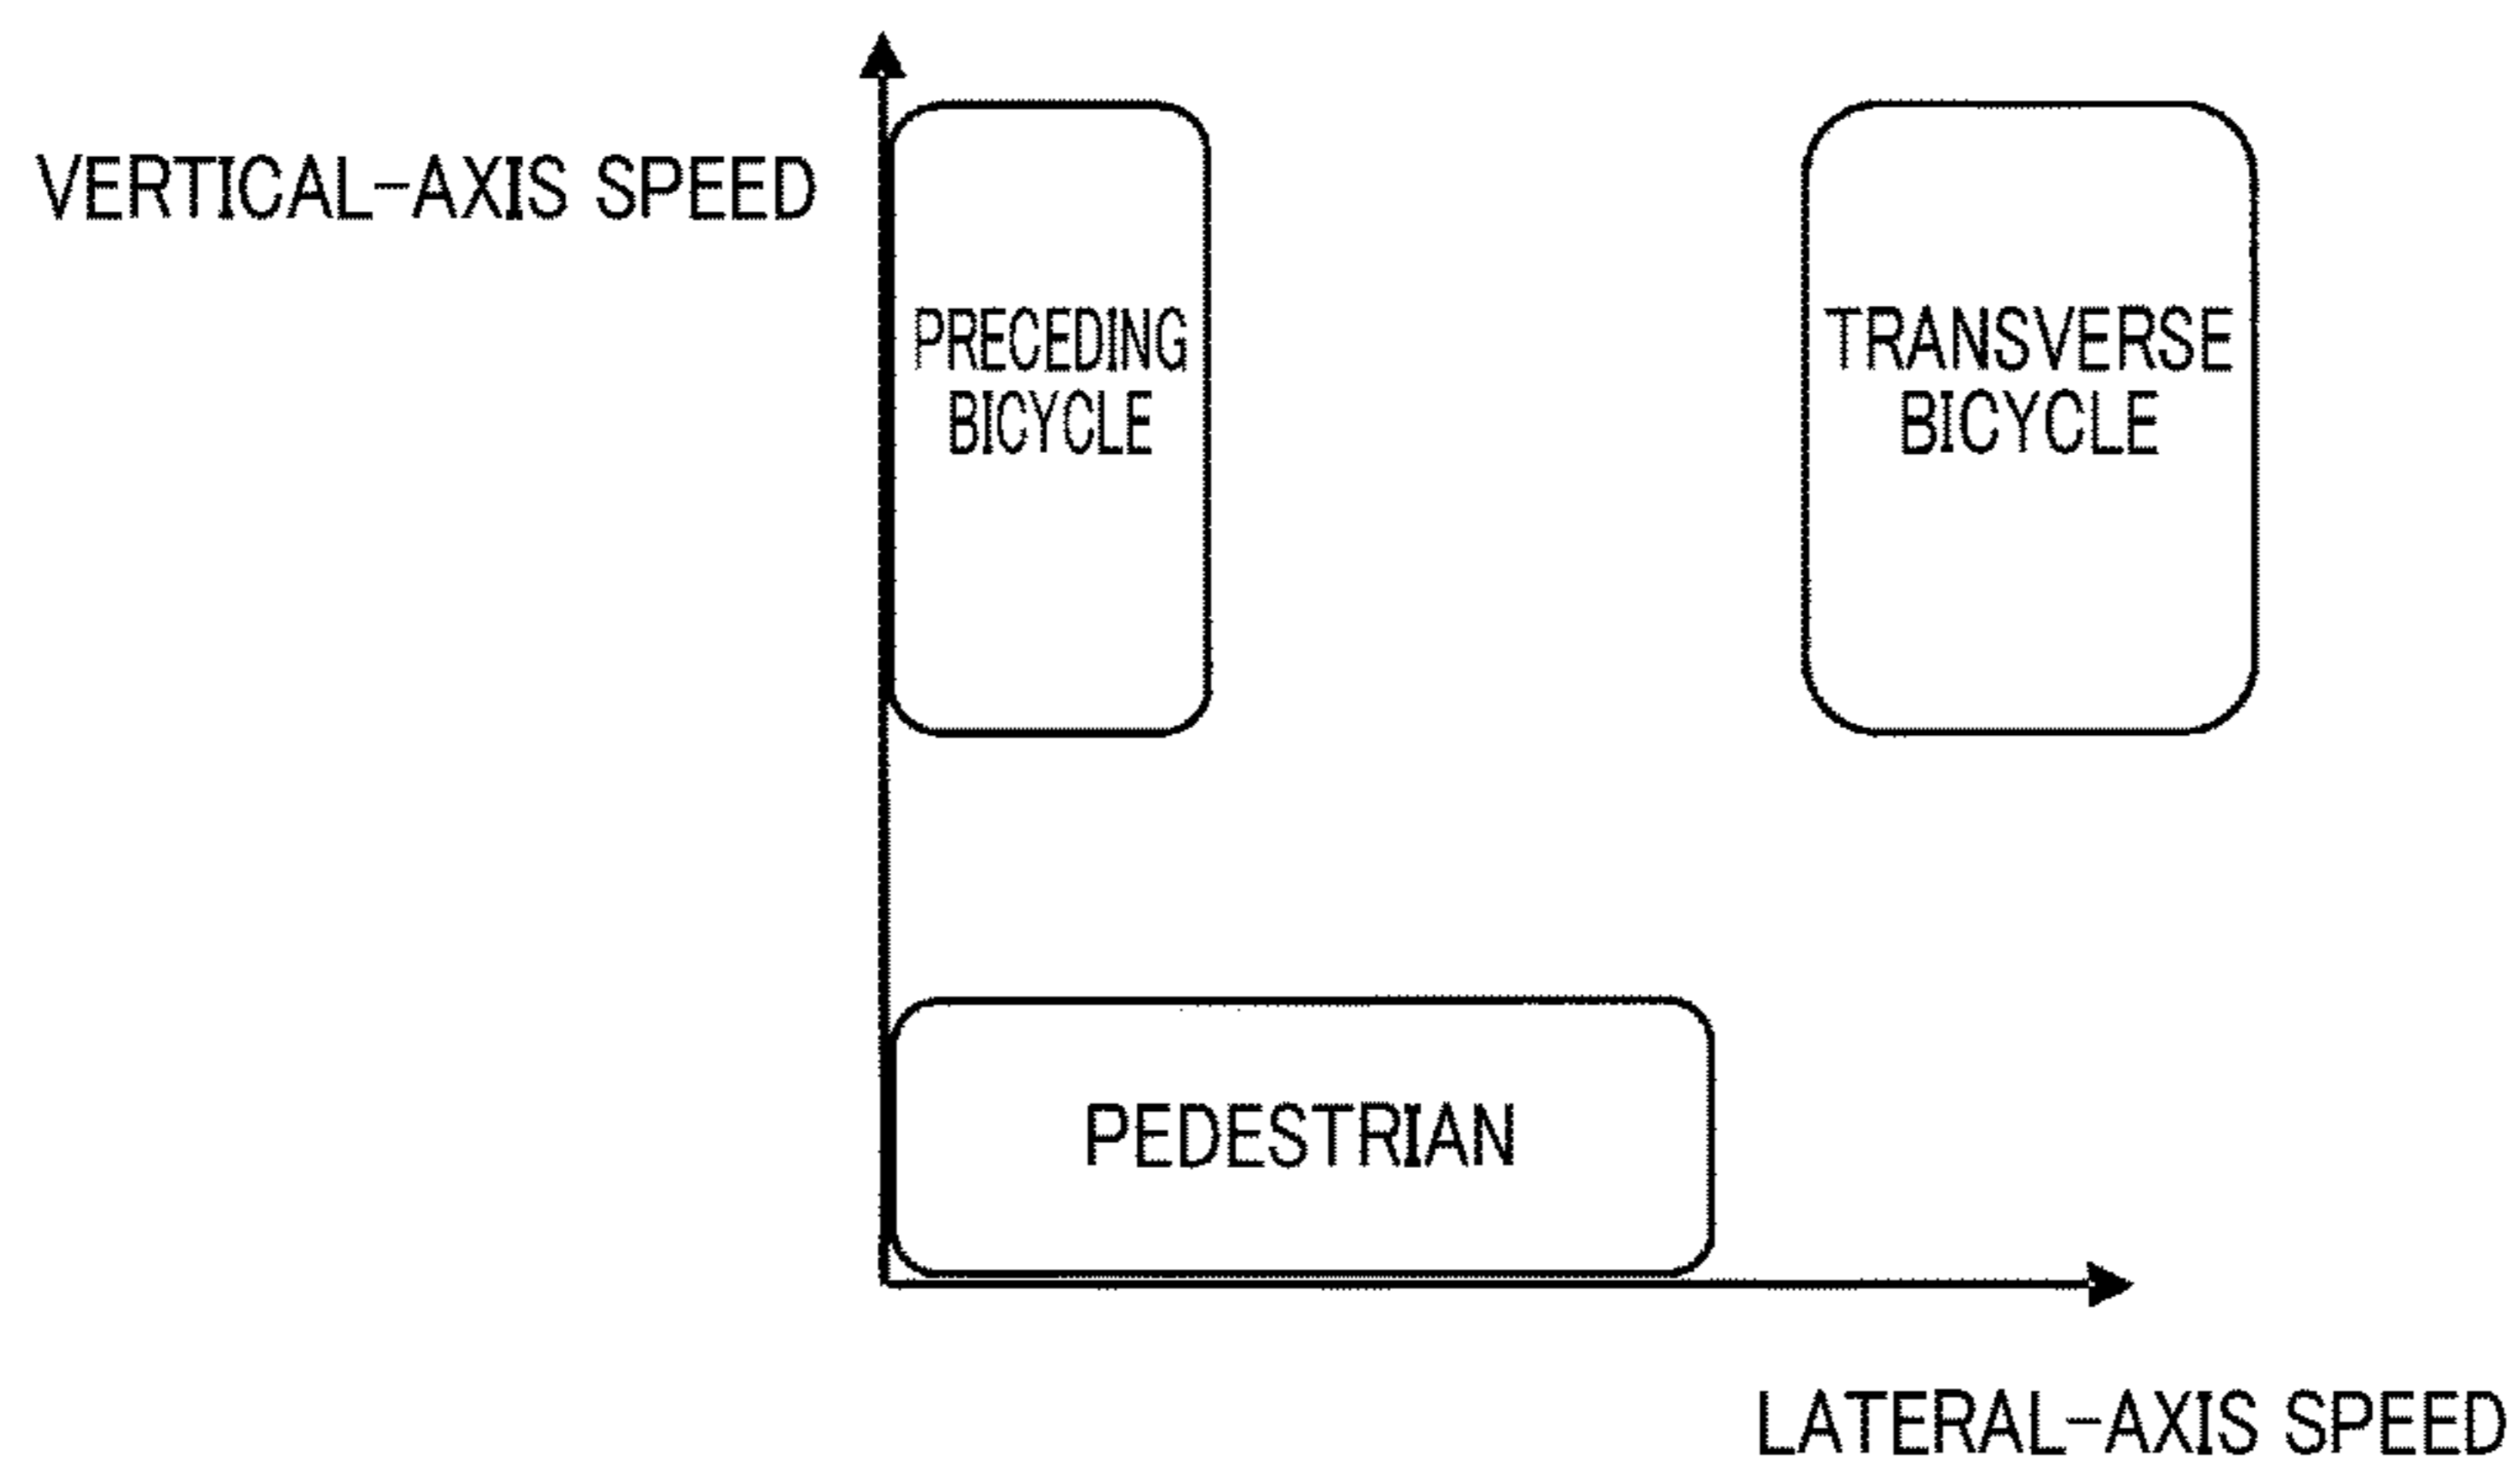 VERTICAL-AXIS SPEED
PRECEDING
BICYCLE
TRANSVERSE
BICYCLE
PEDESTRIAN
LATERAL-AXIS SPEED